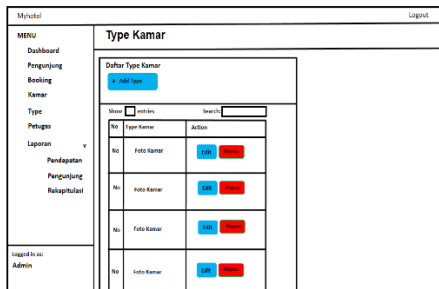 Myhotel Logout
MENU
Dashboard
Pengunjung
Booking
Kamar
Type
Petugas
Laporan v
Pendapatan
Pengunjung
Rekapitulasi
Logged in as:
Admin
Type Kamar
Daftar Type Kamar
+ Add Type
Show entries Search:
No Type Kamar Action
No Foto Kamar Edit Hapus
No Foto Kamar Edit Hapus
No Foto Kamar Edit Hapus
No Foto Kamar Edit Hapus